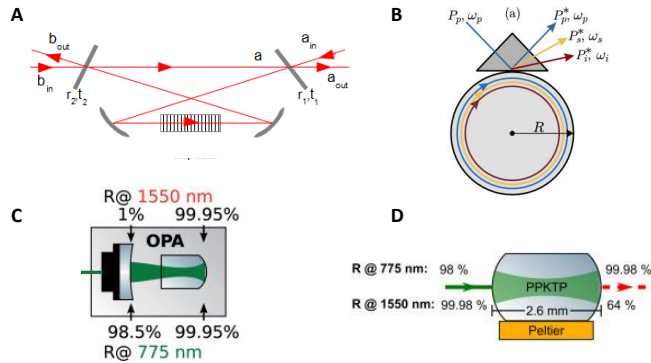 A
b_out
a_in
a
b_in
a_out
r_2,t_2
r_1,t_1
B
(a)
P_p, ω_p
P_p^*, ω_p
P_s^*, ω_s
P_i^*, ω_i
R
C
R@ 1550 nm
1% 99.95%
OPA
98.5% 99.95%
R@ 775 nm
D
R @ 775 nm: 98 % 99.98 %
PPKTP
R @ 1550 nm: 99.98 % 2.6 mm 64 %
Peltier